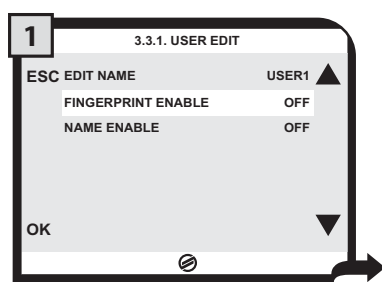 1
3.3.1. USER EDIT
ESC EDIT NAME USER1
FINGERPRINT ENABLE OFF
NAME ENABLE OFF
OK